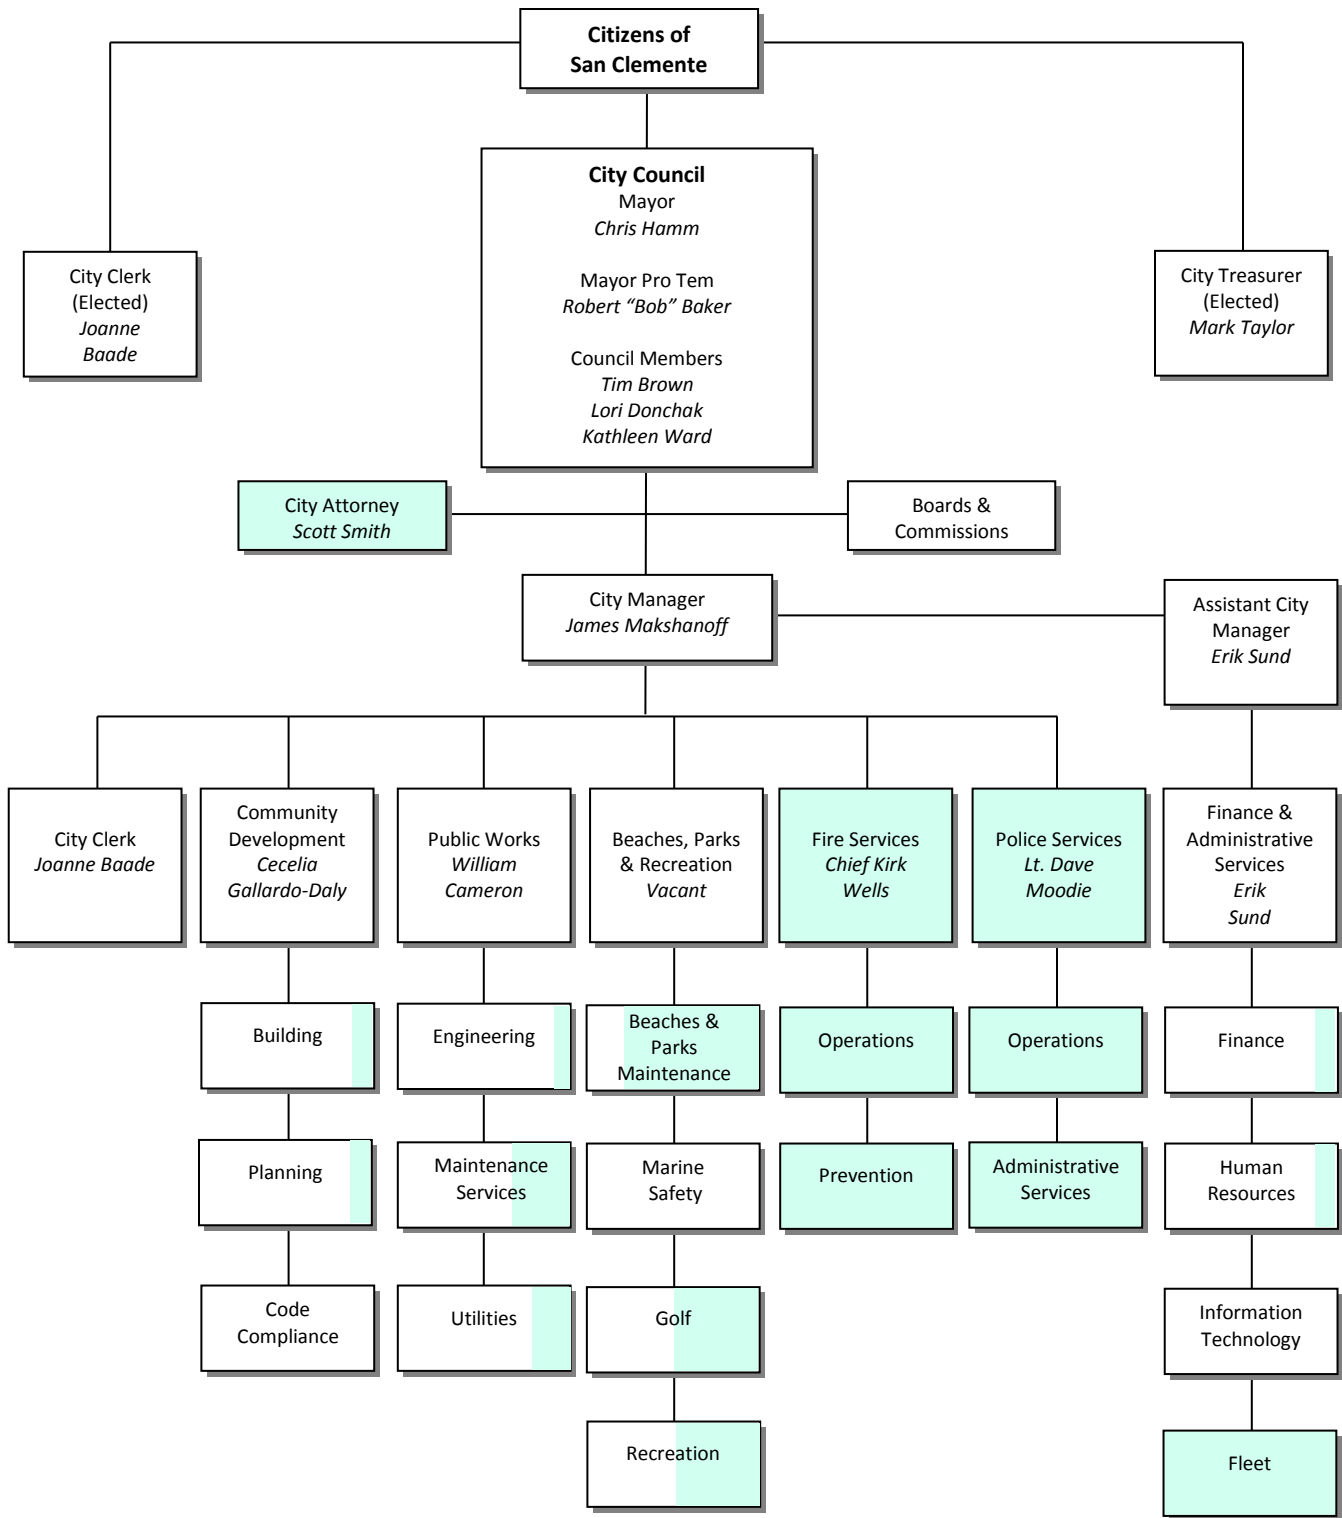 Citizens of
San Clemente
City Council
Mayor
Chris Hamm
Mayor Pro Tem
Robert “Bob” Baker
Council Members
Tim Brown
Lori Donchak
Kathleen Ward
City Clerk
(Elected)
Joanne
Baade
City Treasurer
(Elected)
Mark Taylor
City Attorney
Scott Smith
Boards &
Commissions
City Manager
James Makshanoff
Assistant City
Manager
Erik Sund
City Clerk
Joanne Baade
Community
Development
Cecelia
Gallardo-Daly
Public Works
William
Cameron
Beaches, Parks
& Recreation
Vacant
Fire Services
Chief Kirk
Wells
Police Services
Lt. Dave
Moodie
Finance &
Administrative
Services
Erik
Sund
Building
Engineering
Beaches &
Parks
Maintenance
Operations
Operations
Finance
Planning
Maintenance
Services
Marine
Safety
Prevention
Administrative
Services
Human
Resources
Code
Compliance
Utilities
Golf
Information
Technology
Recreation
Fleet